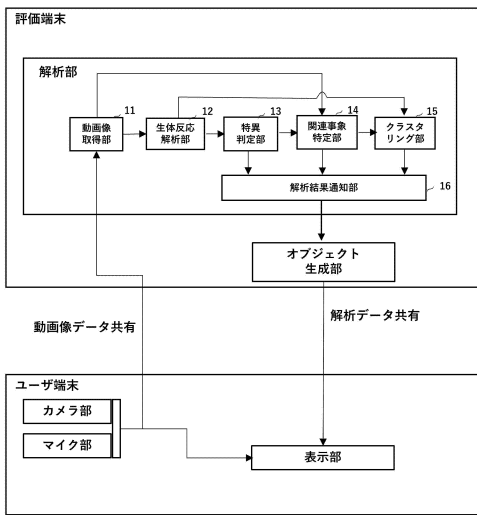 評価端末
解析部
11
動画像
取得部
12
生体反応
解析部
13
特異
判定部
14
関連事象
特定部
15
クラスタ
リング部
解析結果通知部
16
オブジェクト
生成部
動画像データ共有
解析データ共有
ユーザ端末
カメラ部
マイク部
表示部